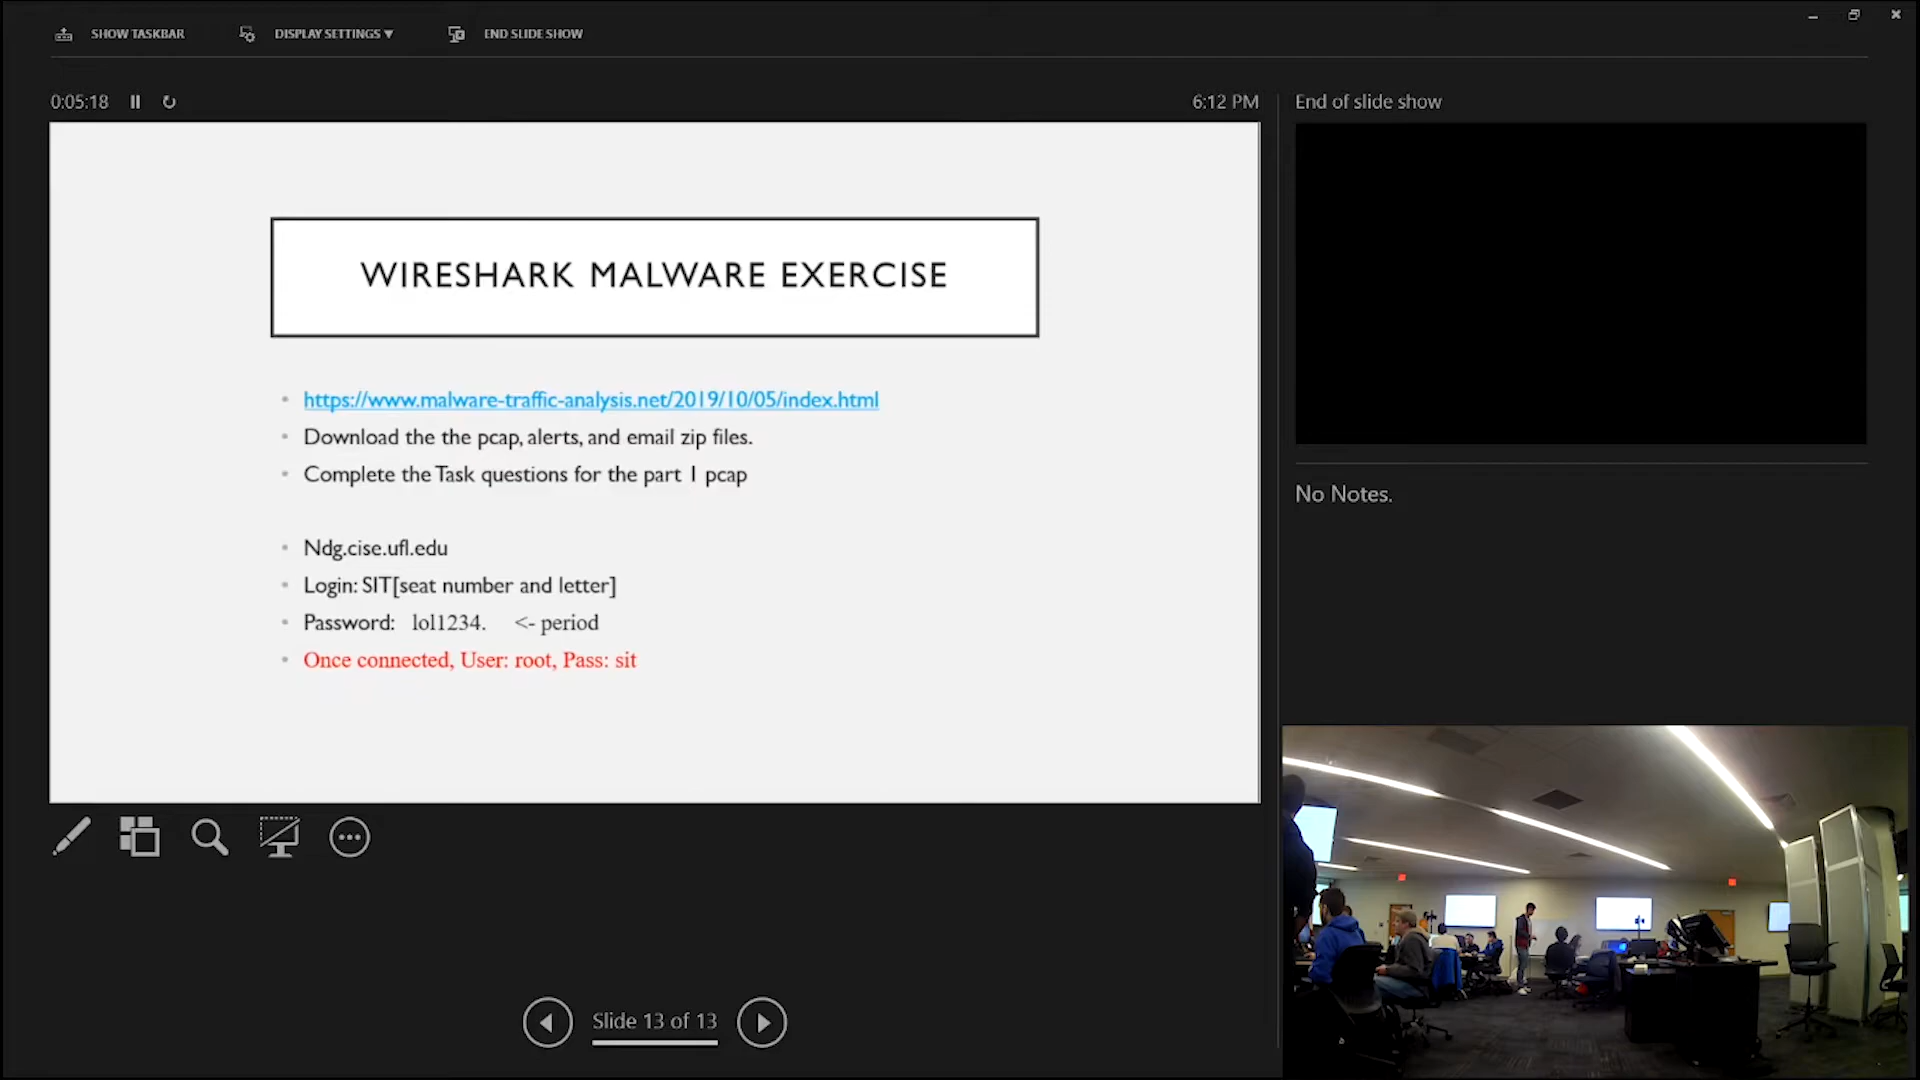 SHOW TASKBAR
DISPLAY SETTINGS ▼
END SLIDE SHOW
0:05:18
6:12 PM
End of slide show
WIRESHARK MALWARE EXERCISE
• https://www.malware-traffic-analysis.net/2019/10/05/index.html
• Download the the pcap, alerts, and email zip files.
• Complete the Task questions for the part 1 pcap
• Ndg.cise.ufl.edu
• Login: SIT[seat number and letter]
• Password: lol1234. <- period
• Once connected, User: root, Pass: sit
No Notes.
Slide 13 of 13